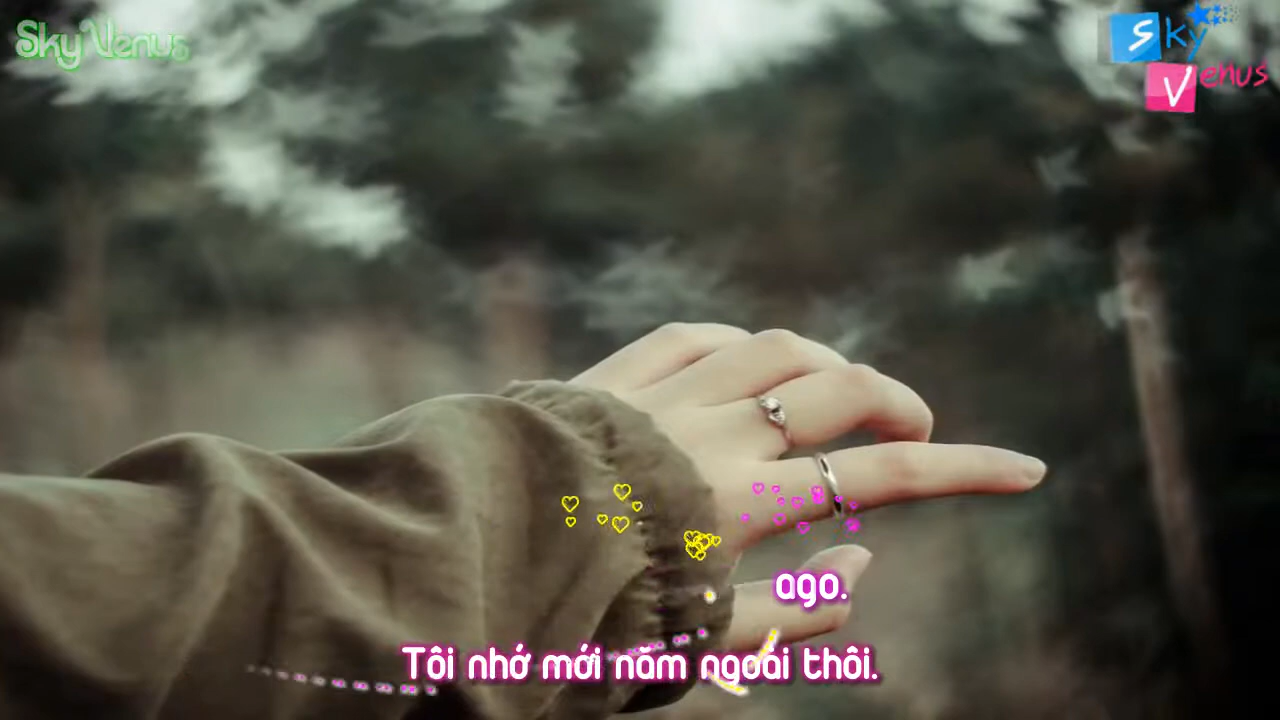 Sky Venus
Sky
Venus
ago.
Tôi nhớ mới năm ngoái thôi.